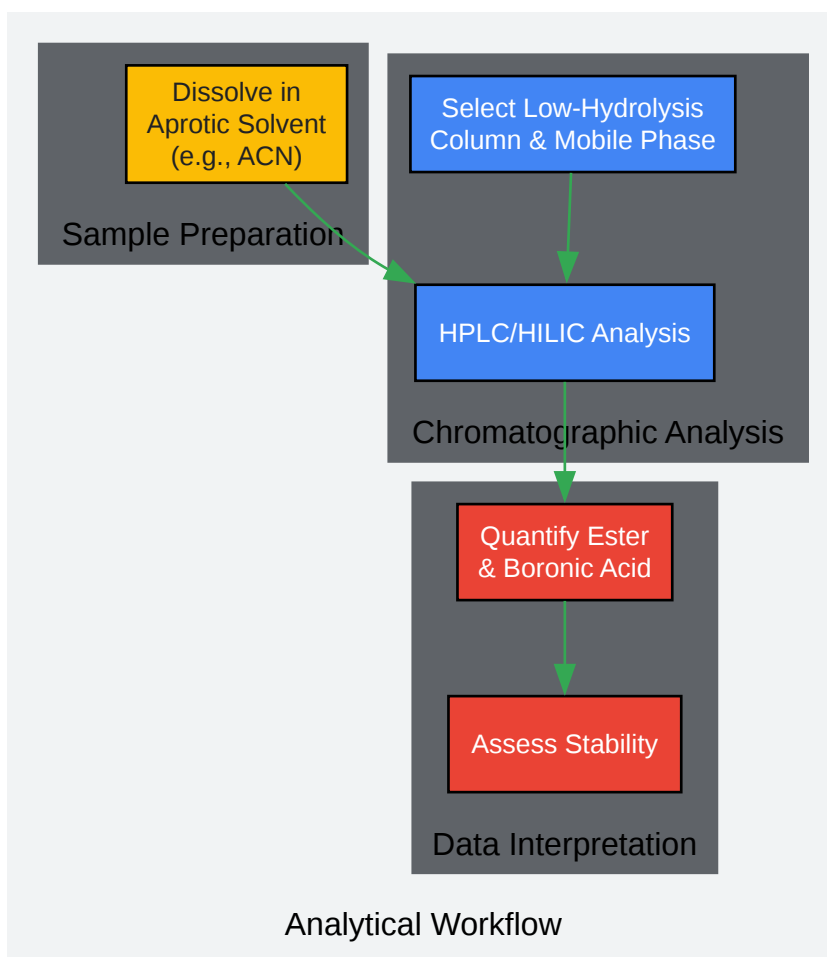 Dissolve in
Aprotic Solvent
(e.g., ACN)
Sample Preparation
Select Low-Hydrolysis
Column & Mobile Phase
HPLC/HILIC Analysis
Chromatographic Analysis
Quantify Ester
& Boronic Acid
Assess Stability
Data Interpretation
Analytical Workflow